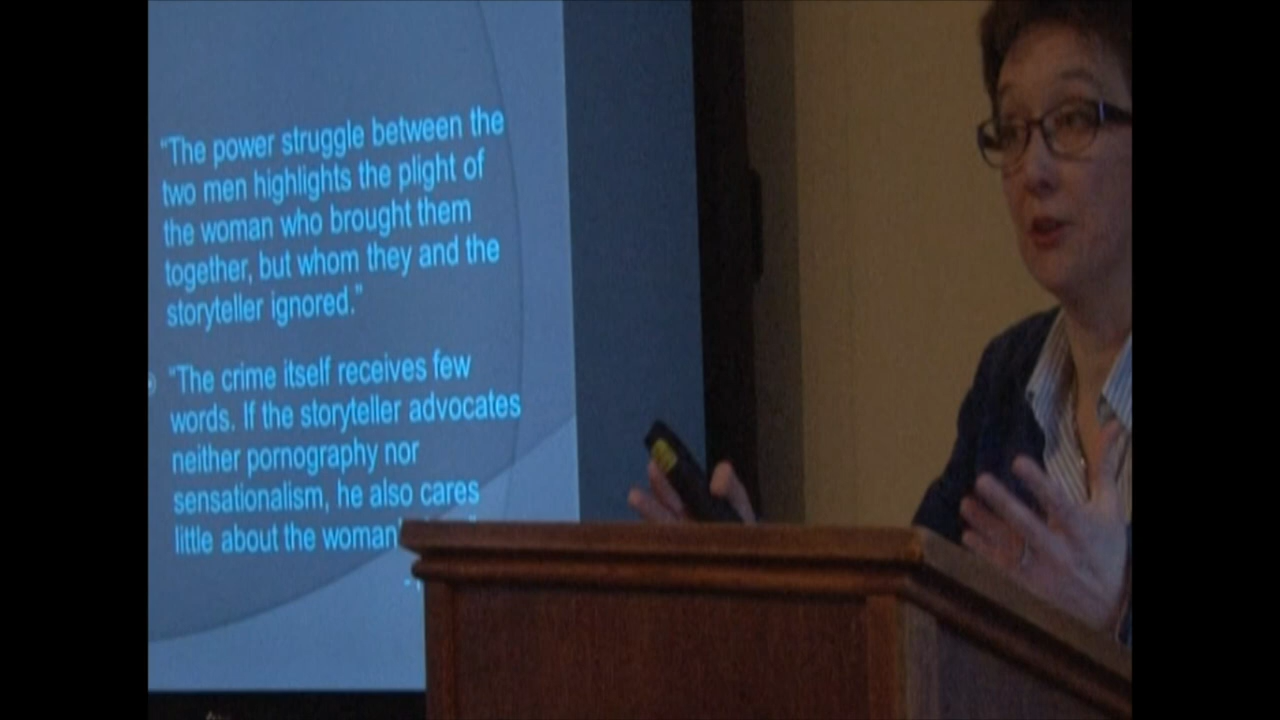 "The power struggle between the
two men highlights the plight of
the woman who brought them
together, but whom they and the
storyteller ignored."
"The crime itself receives few
words. If the storyteller advocates
neither pornography nor
sensationalism, he also cares
little about the woman'